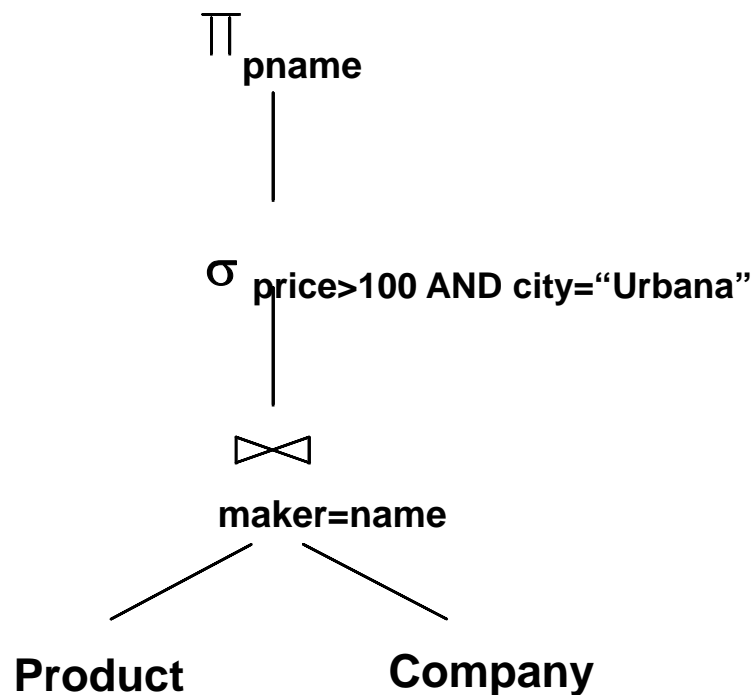 ∏ pname
σ price>100 AND city=“Urbana”
⋈
maker=name
Product Company